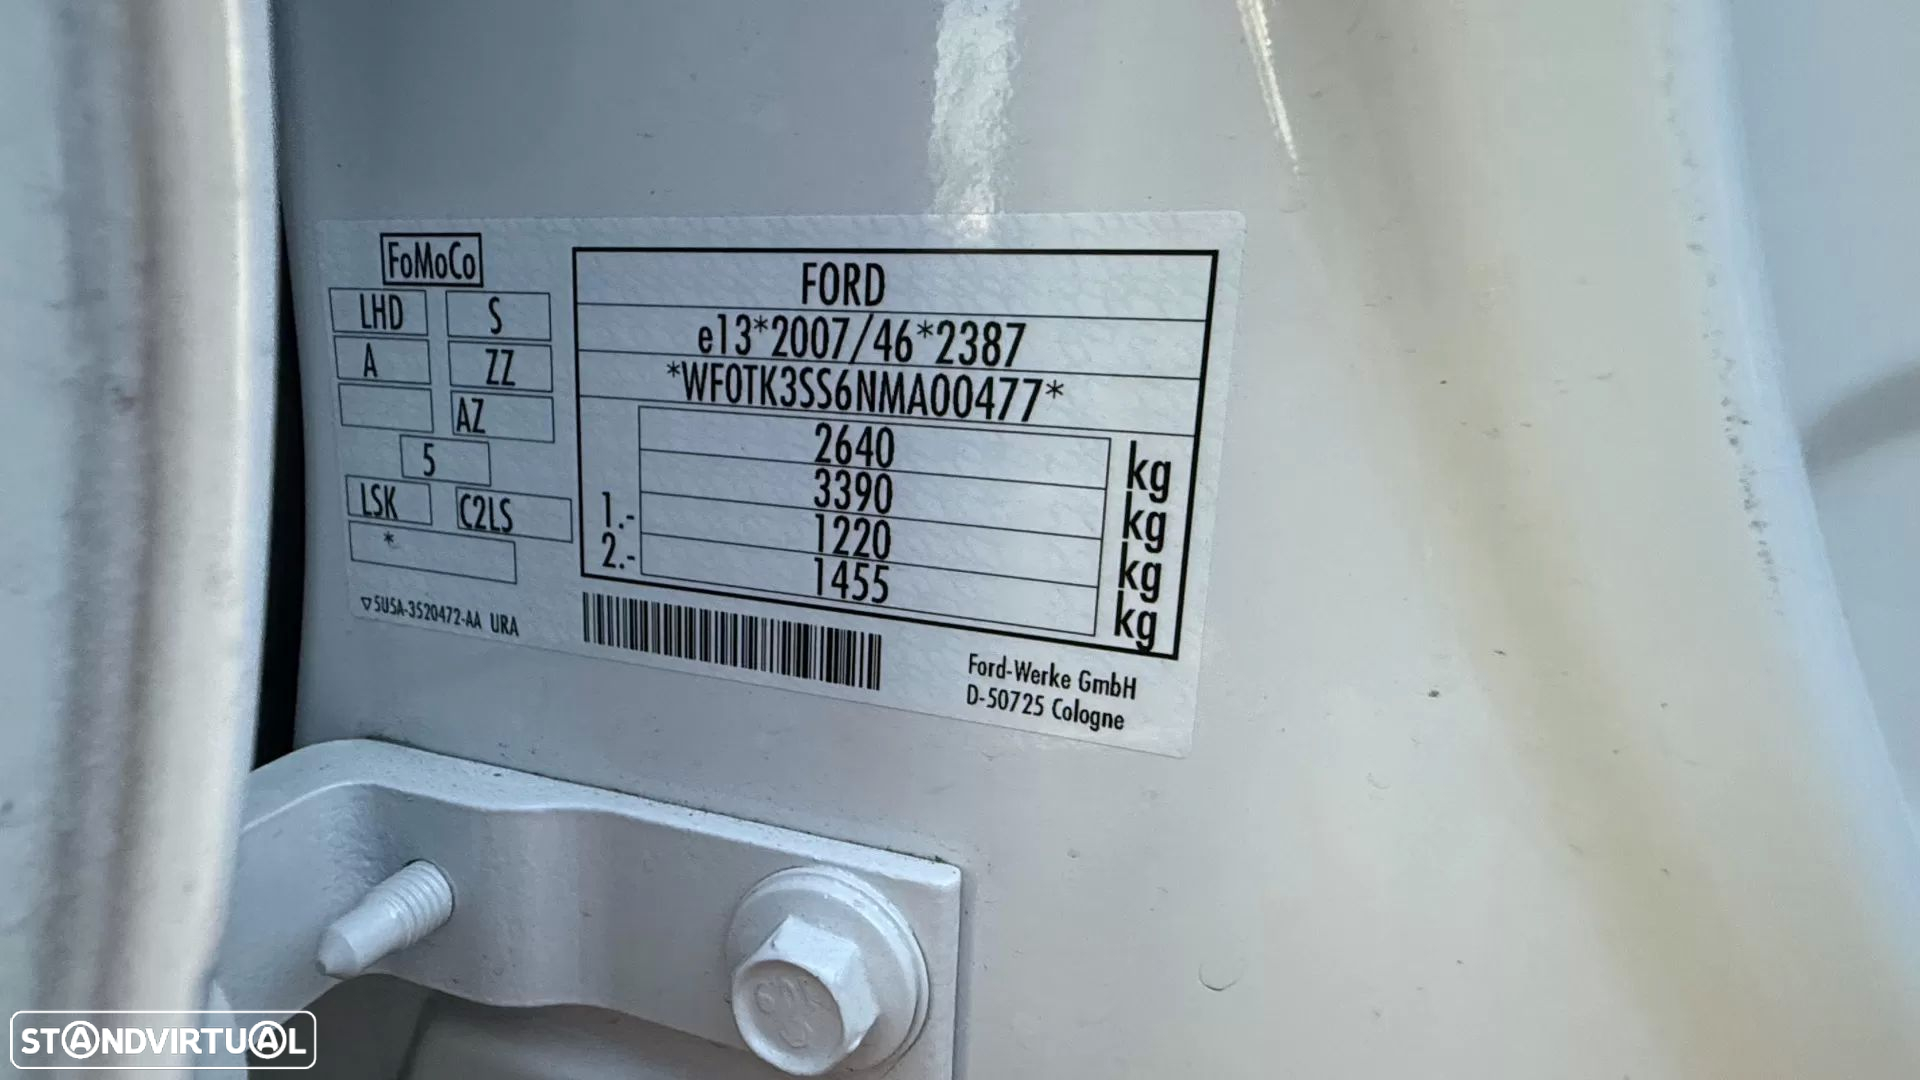 FoMoCo
LHD S
A ZZ
AZ
5
LSK C2LS
*
5U5A-3520472-AA URA
FORD
e13*2007/46*2387
*WF0TK3SS6NMA00477*
2640 kg
3390 kg
1.- 1220 kg
2.- 1455 kg
Ford-Werke GmbH
D-50725 Cologne
STANDVIRTUAL